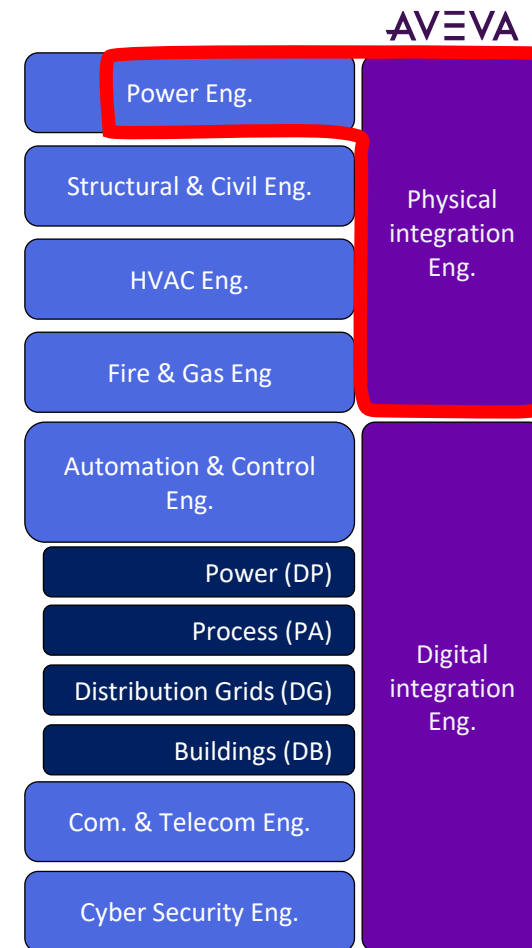 AVEVA
Power Eng.
Structural & Civil Eng.
HVAC Eng.
Fire & Gas Eng
Physical
integration
Eng.
Automation & Control
Eng.
Power (DP)
Process (PA)
Distribution Grids (DG)
Buildings (DB)
Com. & Telecom Eng.
Cyber Security Eng.
Digital
integration
Eng.